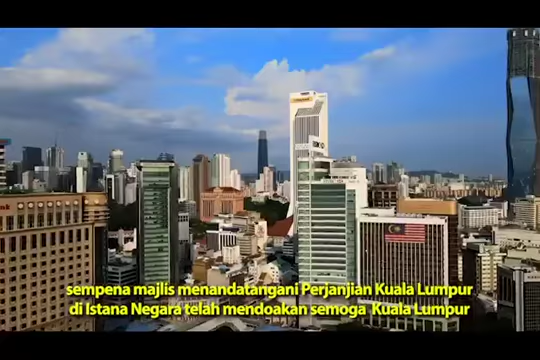 sempena majlis menandatangani Perjanjian Kuala Lumpur
di Istana Negara telah mendoakan semoga Kuala Lumpur